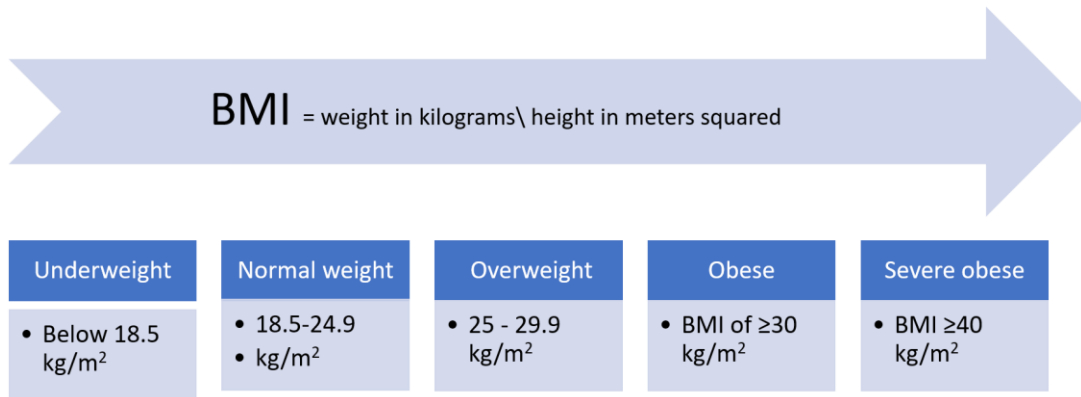 BMI = weight in kilograms\ height in meters squared
Underweight
• Below 18.5
kg/m²
Normal weight
• 18.5-24.9
• kg/m²
Overweight
• 25 - 29.9
kg/m²
Obese
• BMI of ≥30
kg/m²
Severe obese
• BMI ≥40
kg/m²